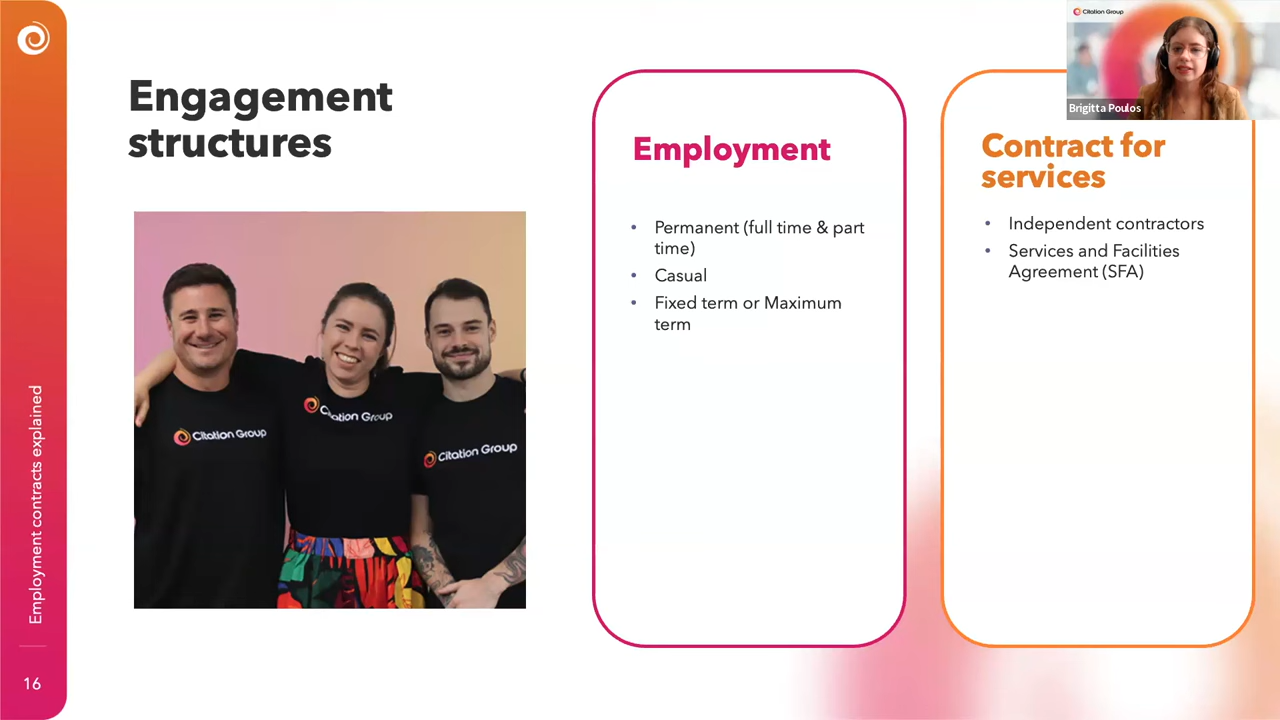 Engagement
structures
Employment
• Permanent (full time & part
time)
• Casual
• Fixed term or Maximum
term
Contract for
services
• Independent contractors
• Services and Facilities
Agreement (SFA)
Citation Group
Brigitta Poulos
Citation Group
Citation Group
Citation Group
Employment contracts explained
16